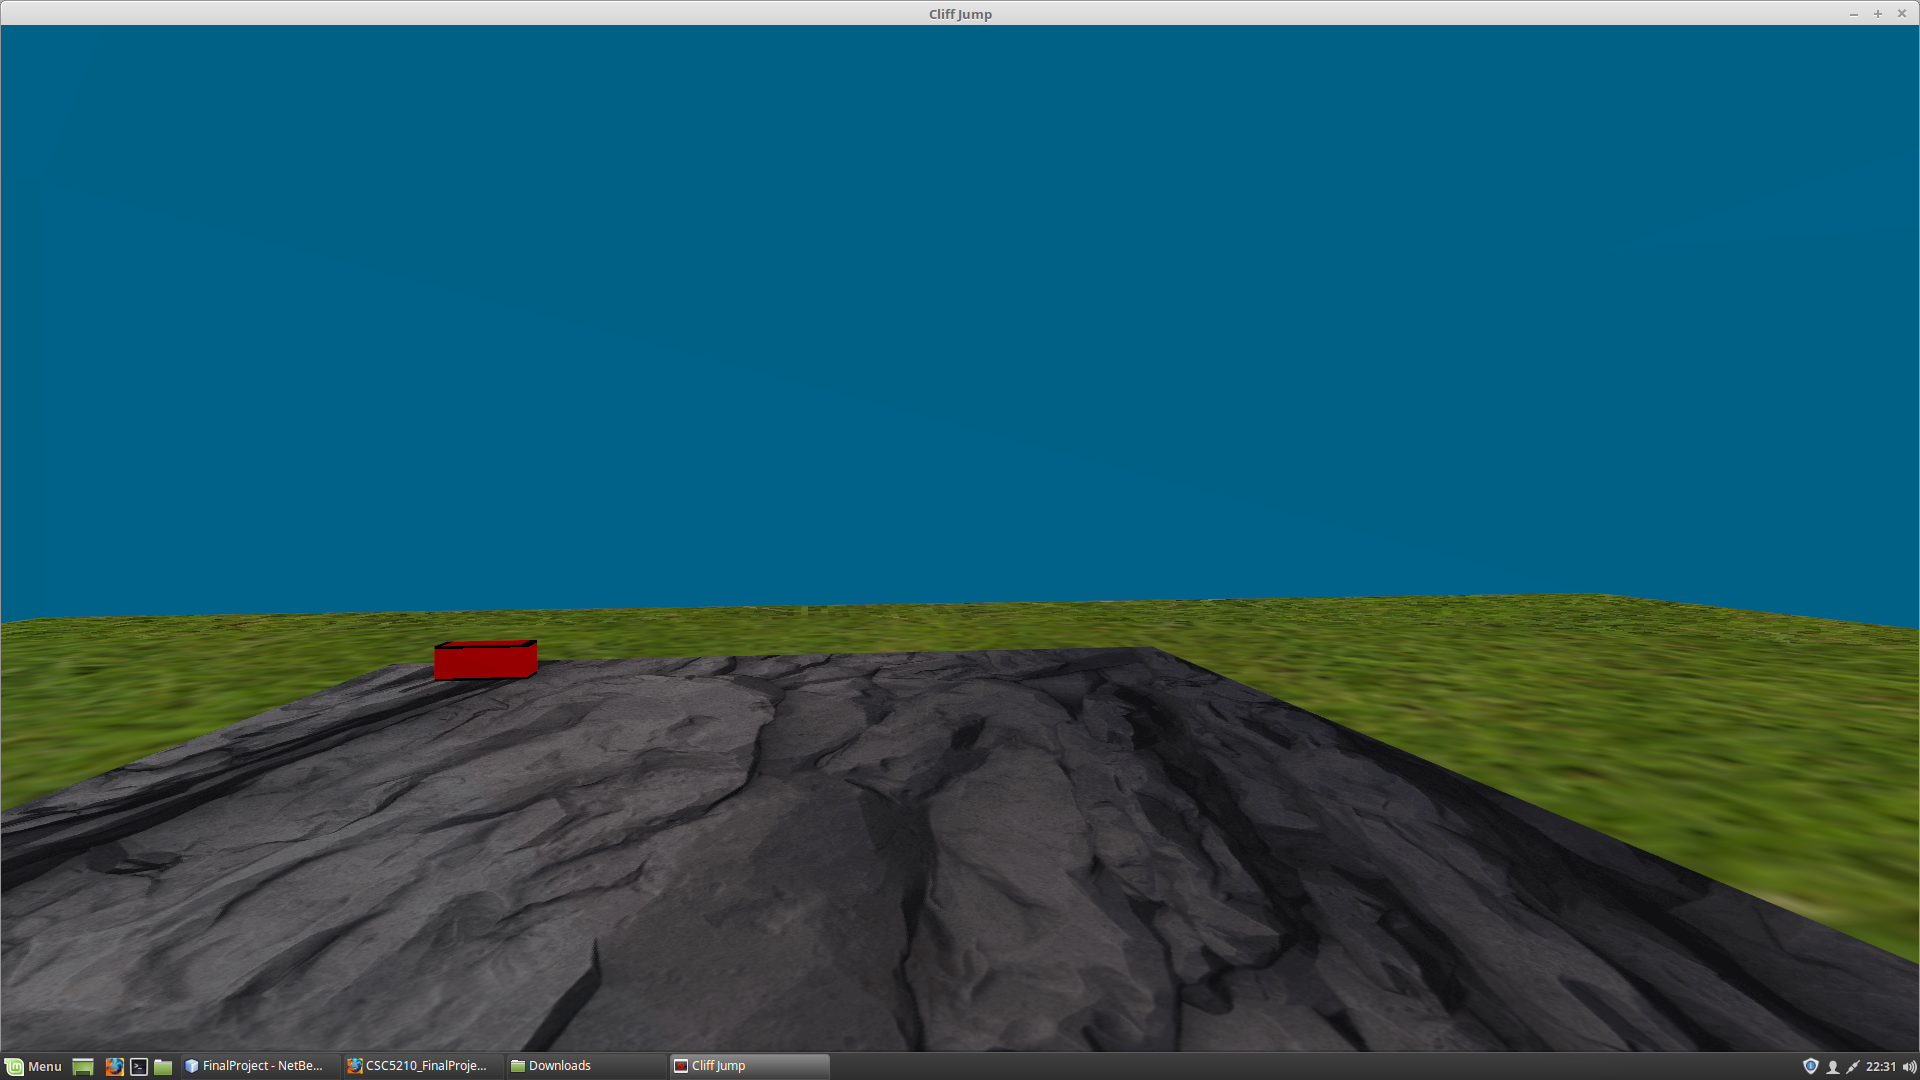 Cliff Jump
Menu
FinalProject - NetBe...
CSC5210_FinalProje...
Downloads
Cliff Jump
22:31